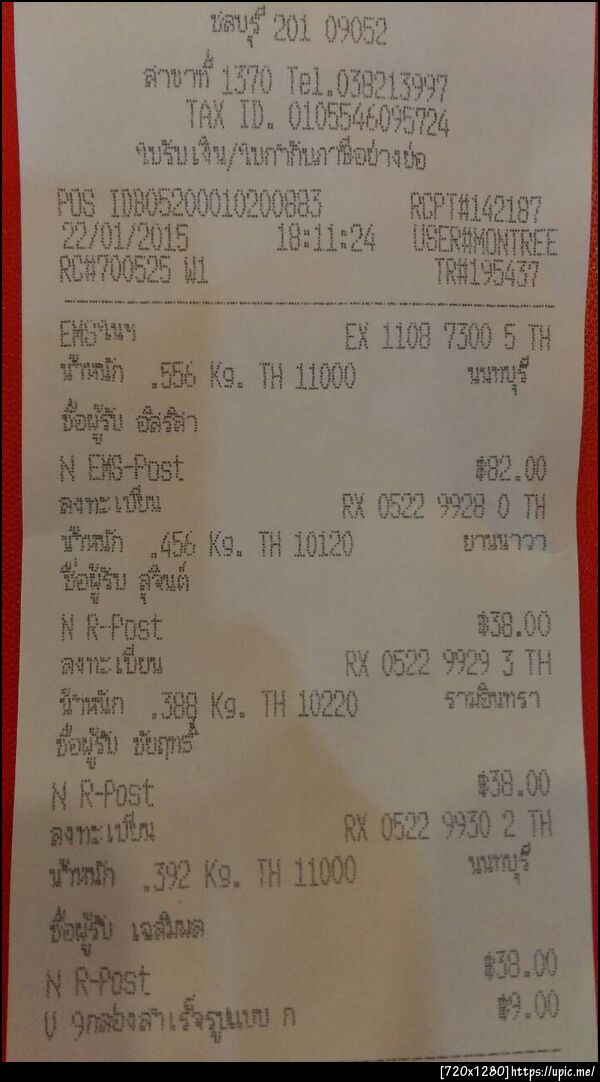 ชลบุรี 201 09052
สาขาที่ 1370 Tel.038213997
TAX ID. 0105546095724
ใบรับเงิน/ใบกำกับภาษีอย่างย่อ
POS IDB05200010200883 RCPT#142187
22/01/2015 18:11:24 USER#MONTREE
RC#700525 W1 TR#195437
EMSในฯ EX 1108 7300 5 TH
น้ำหนัก .556 Kg. TH 11000 นนทบุรี
ชื่อผู้รับ อิสริสา
N EMS-Post ฿82.00
ลงทะเบียน RX 0522 9928 0 TH
น้ำหนัก .456 Kg. TH 10120 ยานนาวา
ชื่อผู้รับ สุจินต์
N R-Post ฿38.00
ลงทะเบียน RX 0522 9929 3 TH
น้ำหนัก .388 Kg. TH 10220 รามอินทรา
ชื่อผู้รับ ชัยฤทธิ์
N R-Post ฿38.00
ลงทะเบียน RX 0522 9930 2 TH
น้ำหนัก .392 Kg. TH 11000 นนทบุรี
ชื่อผู้รับ เจสมิมล
N R-Post ฿38.00
U 9กล่องสำเร็จรูปแบบ ก ฿9.00
[720x1280]https://upic.me/